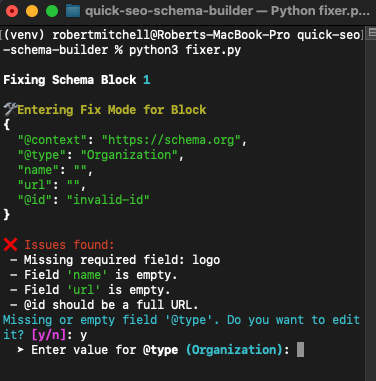 quick-seo-schema-builder — Python fixer.p...
[(venv) robertmitchell@Roberts-MacBook-Pro quick-seo]
-schema-builder % python3 fixer.py
Fixing Schema Block 1
🛠️Entering Fix Mode for Block
{
  "@context": "https://schema.org",
  "@type": "Organization",
  "name": "",
  "url": "",
  "@id": "invalid-id"
}
❌ Issues found:
 - Missing required field: logo
 - Field 'name' is empty.
 - Field 'url' is empty.
 - @id should be a full URL.
Missing or empty field '@type'. Do you want to edit
it? [y/n]: y
  ➤ Enter value for @type (Organization):